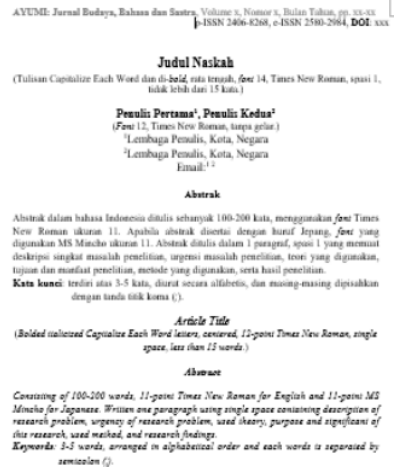 AYUMI: Jurnal Budaya, Bahasa dan Sastra, Volume x, Nomor x, Bulan Tahun, pp. xx-xx
p-ISSN 2406-8268, e-ISSN 2580-2984, DOI: xxx
Judul Naskah
(Tulisan Capitalize Each Word dan di-bold, rata tengah, font 14, Times New Roman, spasi 1,
tidak lebih dari 15 kata.)
Penulis Pertama¹, Penulis Kedua²
(Font 12, Times New Roman, tanpa gelar.)
¹Lembaga Penulis, Kota, Negara
²Lembaga Penulis, Kota, Negara
Email:¹ ²
Abstrak
Abstrak dalam bahasa Indonesia ditulis sebanyak 100-200 kata, menggunakan font Times
New Roman ukuran 11. Apabila abstrak disertai dengan huruf Jepang, font yang
digunakan MS Mincho ukuran 11. Abstrak ditulis dalam 1 paragraf, spasi 1 yang memuat
deskripsi singkat masalah penelitian, urgensi masalah penelitian, teori yang digunakan,
tujuan dan manfaat penelitian, metode yang digunakan, serta hasil penelitian.
Kata kunci: terdiri atas 3-5 kata, diurut secara alfabetis, dan masing-masing dipisahkan
dengan tanda titik koma (;).
Article Title
(Bolded italicized Capitalize Each Word letters, centered, 12-point Times New Roman, single
space, less than 15 words.)
Abstract
Consisting of 100-200 words, 11-point Times New Roman for English and 11-point MS
Mincho for Japanese. Written one paragraph using single space containing description of
research problem, urgency of research problem, used theory, purpose and significant of
this research, used method, and research findings.
Keywords: 3-5 words, arranged in alphabetical order and each words is separated by
semicolon (;).